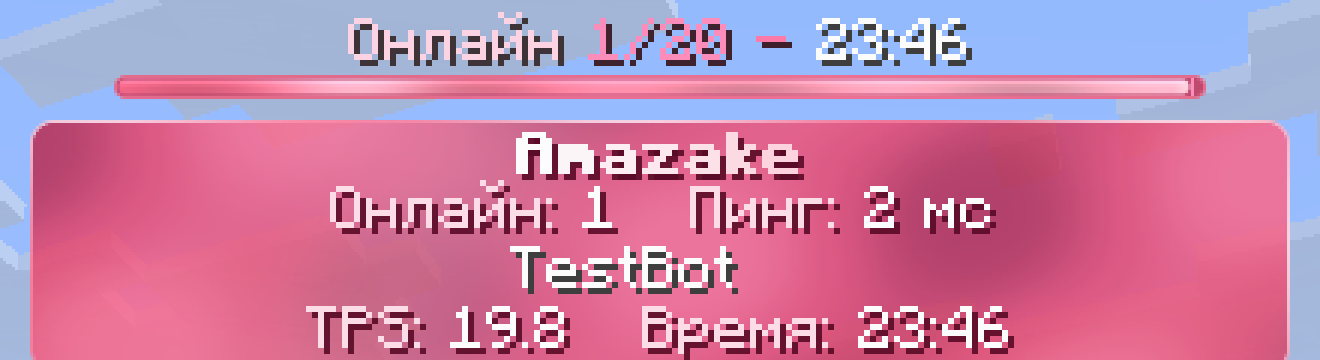 Онлайн 1/20 - 23:46
Amazake
Онлайн: 1 Пинг: 2 мс
TestBot
TPS: 19.8 Время: 23:46